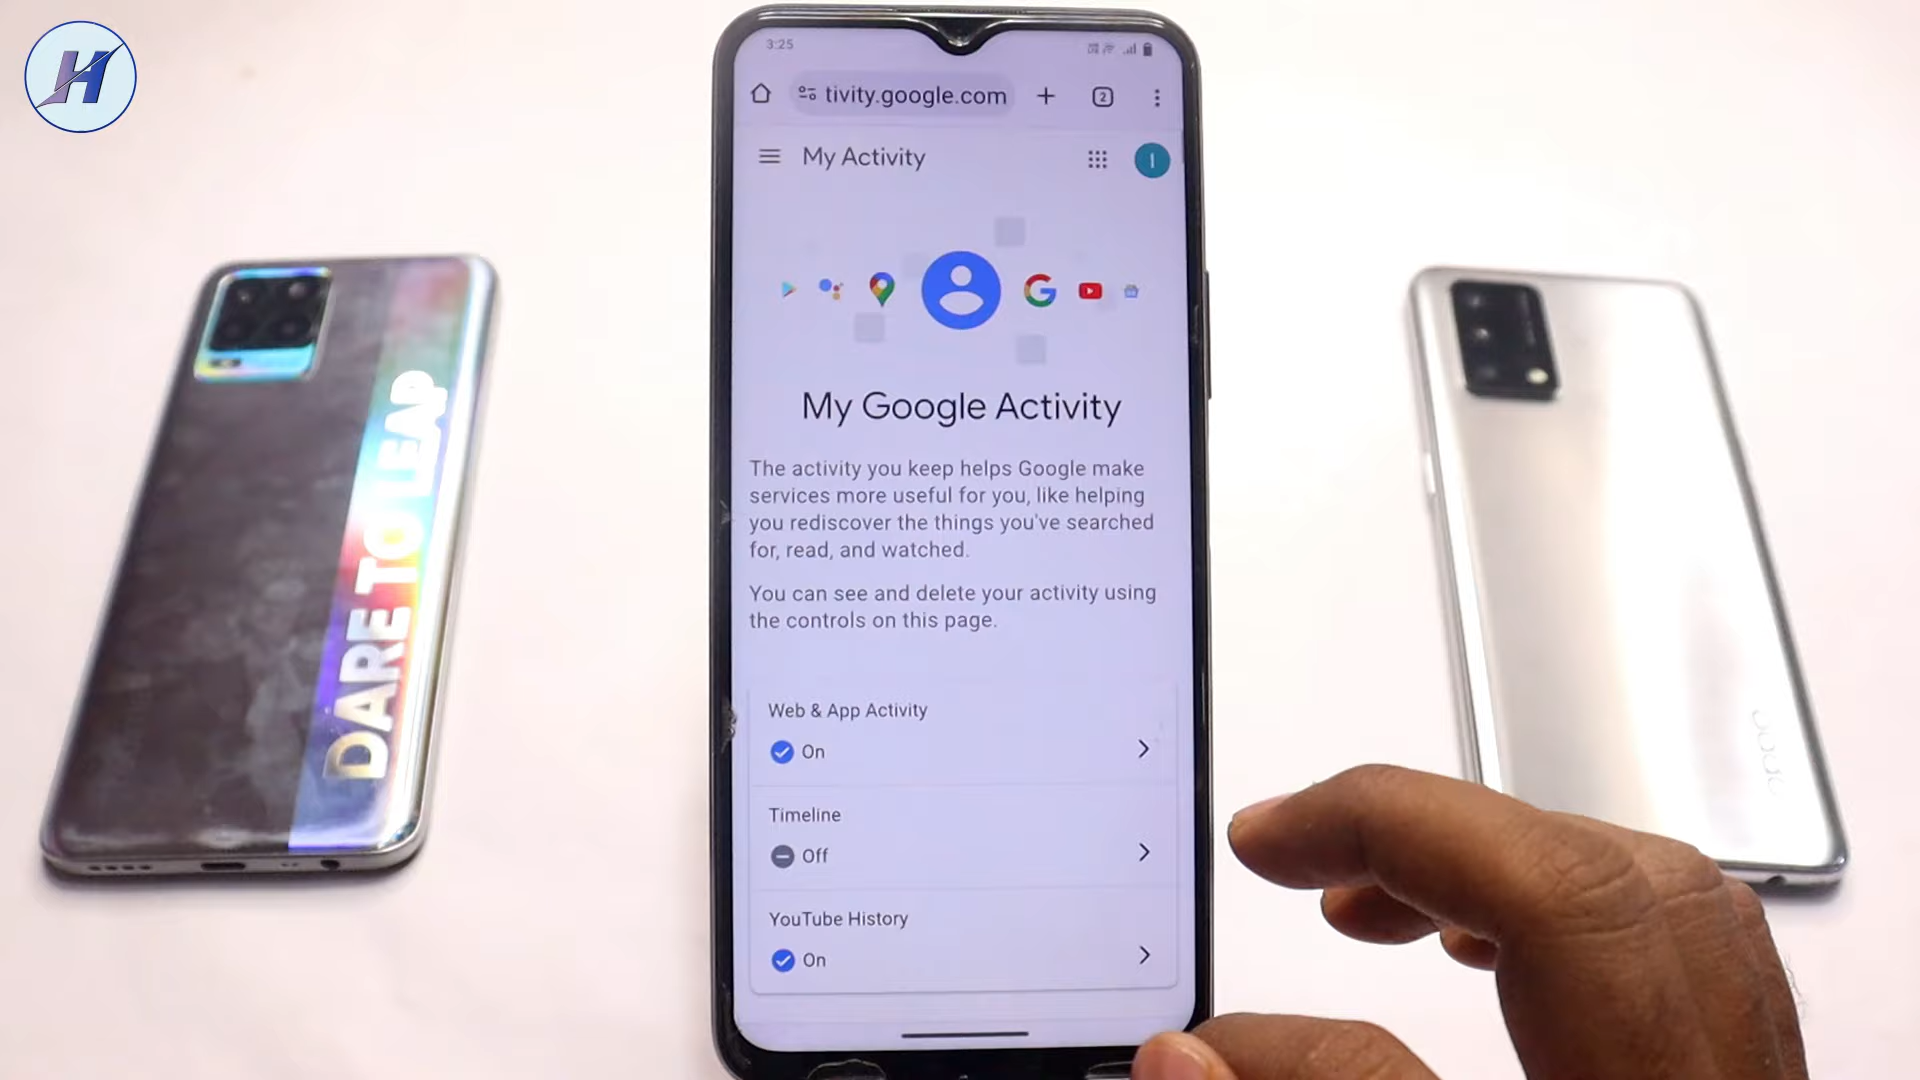 H
3:25
tivity.google.com
2
My Activity
I
My Google Activity
The activity you keep helps Google make
services more useful for you, like helping
you rediscover the things you've searched
for, read, and watched.
You can see and delete your activity using
the controls on this page.
Web & App Activity
On
Timeline
Off
YouTube History
On
DARE TO LEAP
oppo